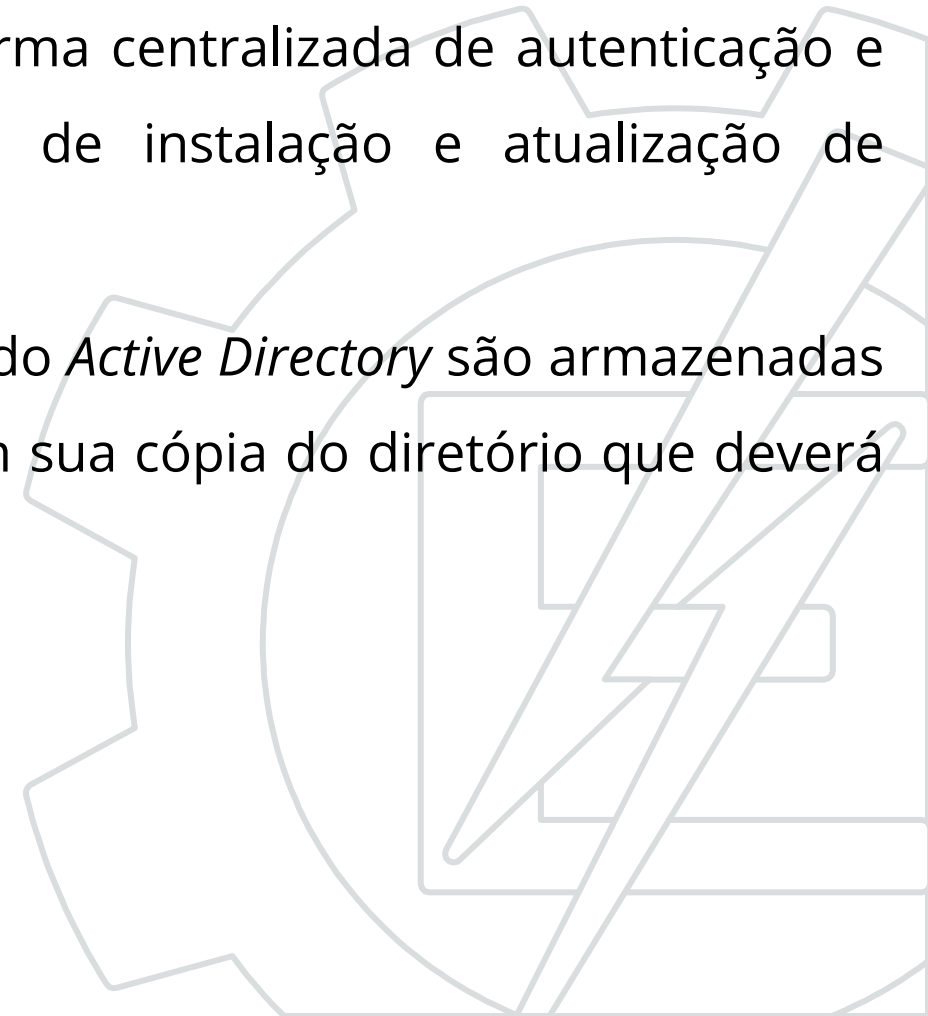 rma centralizada de autenticação e
de instalação e atualização de
do Active Directory são armazenadas
sua cópia do diretório que deverá